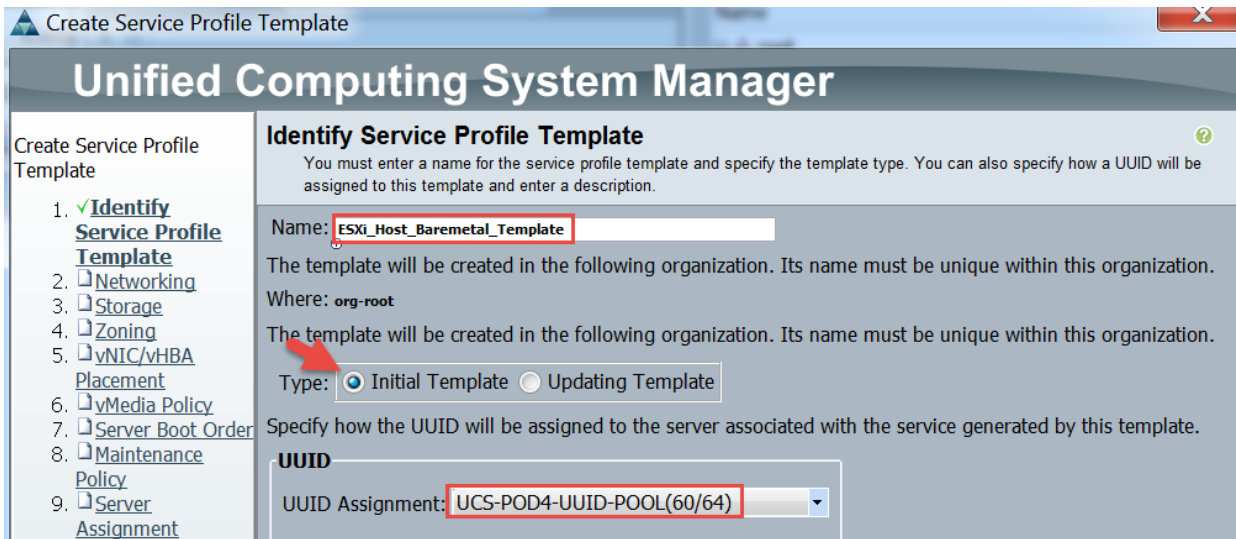 Create Service Profile Template
Name
root
X
Unified Computing System Manager
Create Service Profile
Template
1. Identify
Service Profile
Template
2. Networking
3. Storage
4. Zoning
5. vNIC/vHBA
Placement
6. vMedia Policy
7. Server Boot Order
8. Maintenance
Policy
9. Server
Assignment
Identify Service Profile Template
?
You must enter a name for the service profile template and specify the template type. You can also specify how a UUID will be
assigned to this template and enter a description.
Name: ESXi_Host_Baremetal_Template
The template will be created in the following organization. Its name must be unique within this organization.
Where: org-root
The template will be created in the following organization. Its name must be unique within this organization.
Type: Initial Template Updating Template
Specify how the UUID will be assigned to the server associated with the service generated by this template.
UUID
UUID Assignment: UCS-POD4-UUID-POOL(60/64)